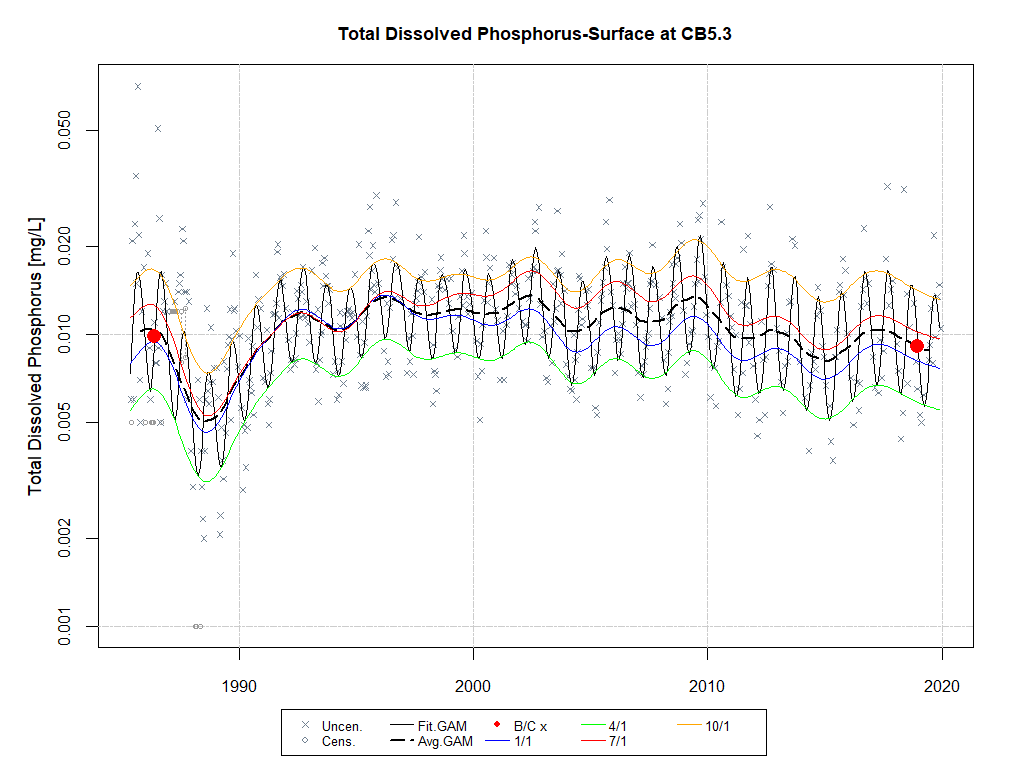 Total Dissolved Phosphorus-Surface at CB5.3
Total Dissolved Phosphorus [mg/L]
0.050
0.020
0.010
0.005
0.002
0.001
1990 2000 2010 2020
Uncen. Fit.GAM B/C x 4/1 10/1
Cens. Avg.GAM 1/1 7/1